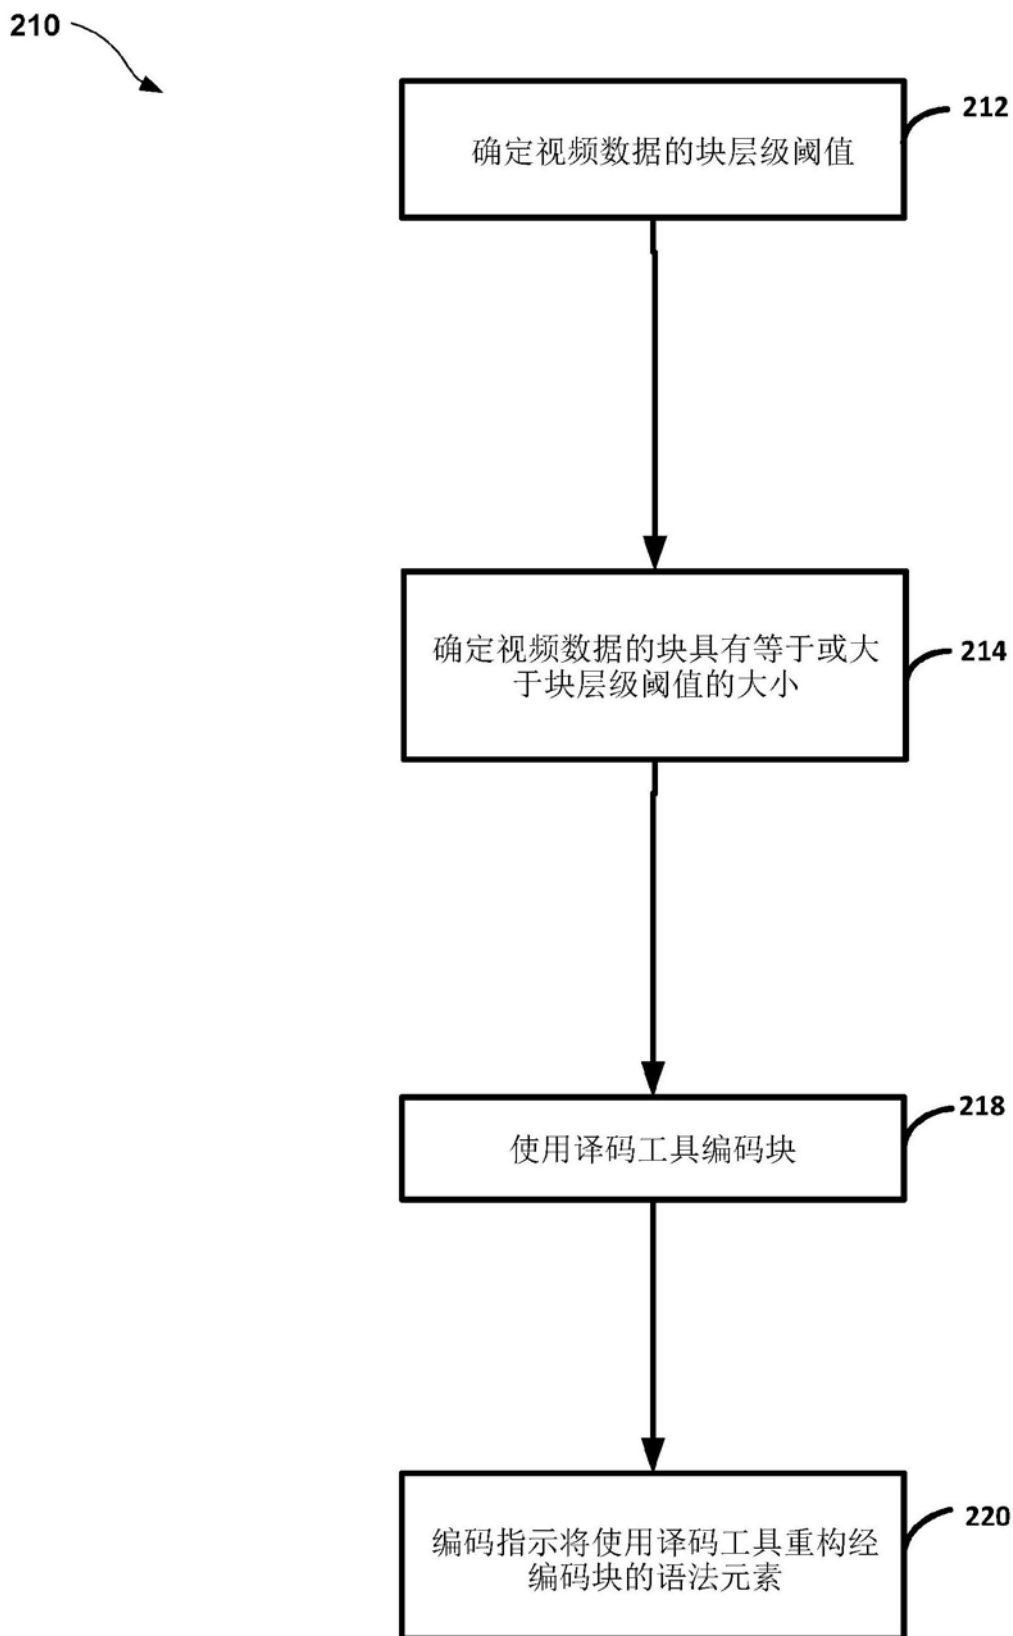 210
212
确定视频数据的块层级阈值
214
确定视频数据的块具有等于或大
于块层级阈值的大小
218
使用译码工具编码块
220
编码指示将使用译码工具重构经
编码块的语法元素